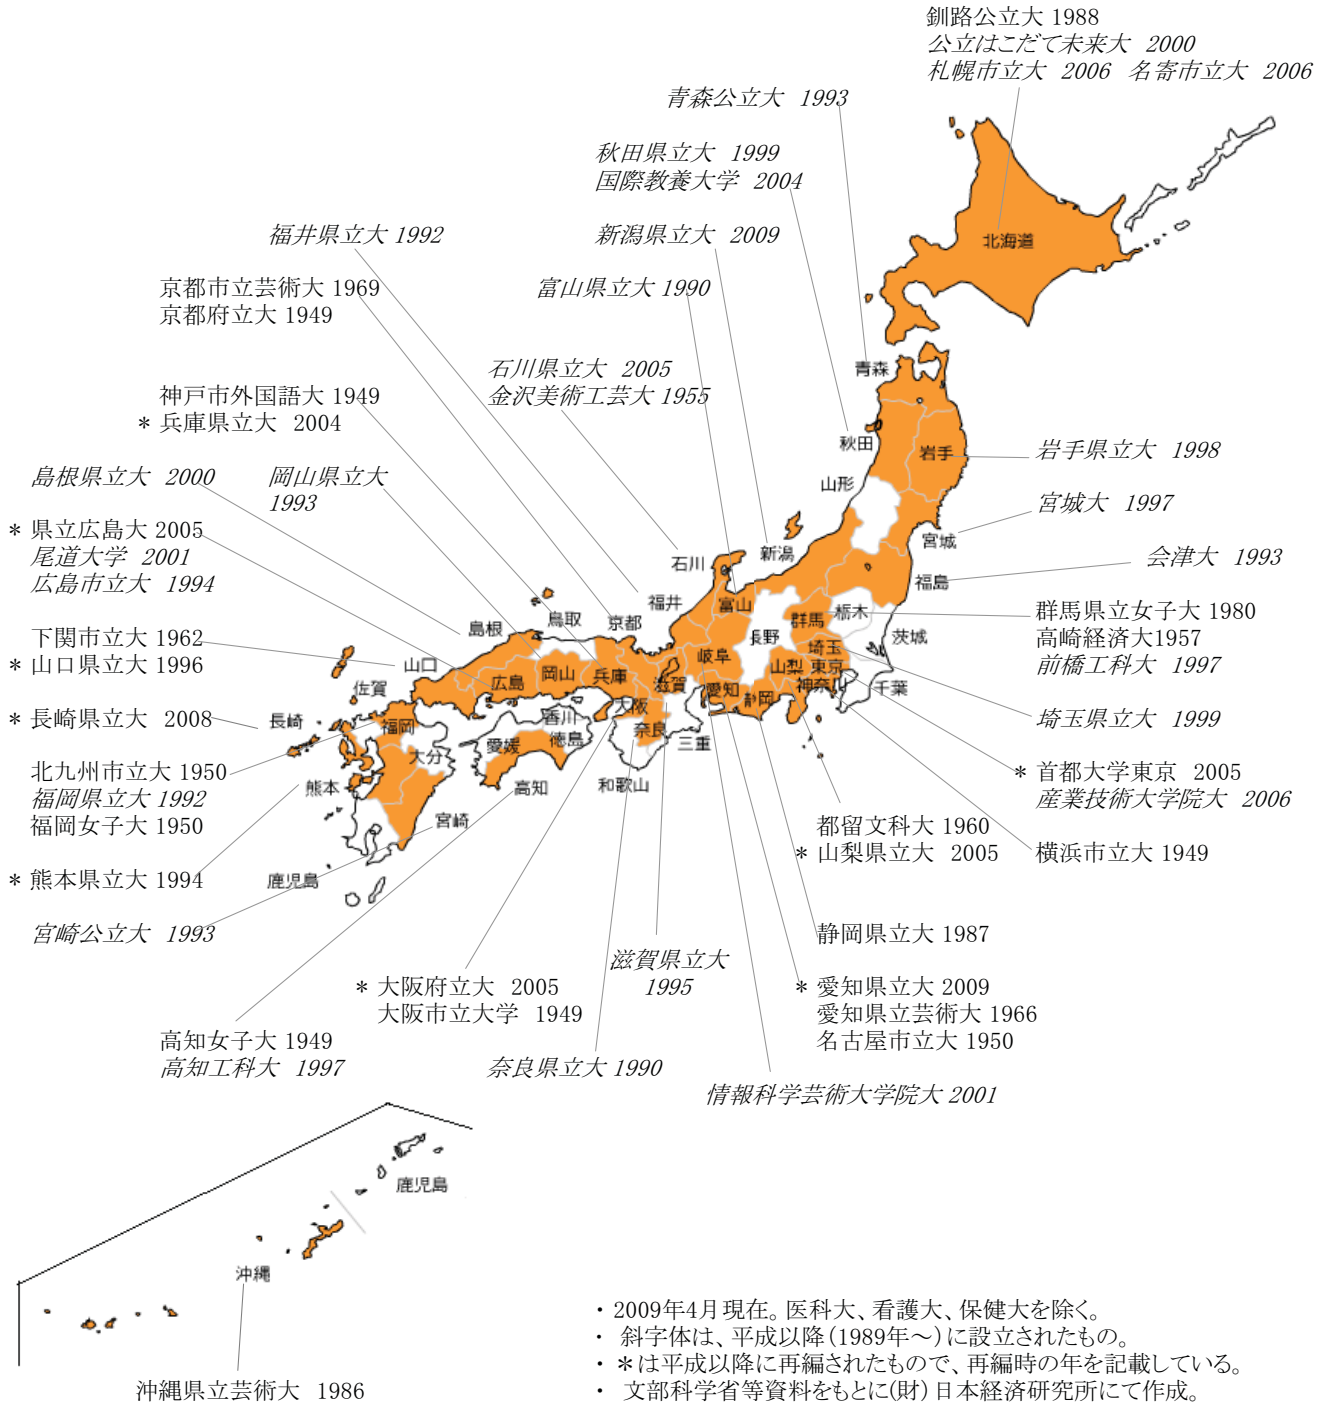 釧路公立大 1988
公立はこだて未来大 2000
札幌市立大 2006 名寄市立大 2006
青森公立大 1993
秋田県立大 1999
国際教養大学 2004
福井県立大 1992
新潟県立大 2009
京都市立芸術大 1969
京都府立大 1949
富山県立大 1990
石川県立大 2005
金沢美術工芸大 1955
神戸市外国語大 1949
* 兵庫県立大 2004
島根県立大 2000
岡山県立大
1993
* 県立広島大 2005
尾道大学 2001
広島市立大 1994
下関市立大 1962
* 山口県立大 1996
* 長崎県立大 2008
北九州市立大 1950
福岡県立大 1992
福岡女子大 1950
* 熊本県立大 1994
宮崎公立大 1993
高知女子大 1949
高知工科大 1997
* 大阪府立大 2005
大阪市立大学 1949
奈良県立大 1990
滋賀県立大
1995
岩手県立大 1998
宮城大 1997
会津大 1993
群馬県立女子大 1980
高崎経済大1957
前橋工科大 1997
埼玉県立大 1999
* 首都大学東京 2005
産業技術大学院大 2006
都留文科大 1960
* 山梨県立大 2005
横浜市立大 1949
静岡県立大 1987
* 愛知県立大 2009
愛知県立芸術大 1966
名古屋市立大 1950
情報科学芸術大学院大 2001
北海道
青森
秋田
岩手
山形
宮城
新潟
福島
石川
富山
福井
群馬
栃木
茨城
長野
埼玉
山梨
東京
神奈
千葉
岐阜
愛知
静岡
滋賀
三重
京都
鳥取
島根
兵庫
岡山
広島
山口
大阪
奈良
和歌山
香川
徳島
愛媛
高知
佐賀
長崎
福岡
大分
熊本
宮崎
鹿児島
鹿児島
沖縄
沖縄県立芸術大 1986
・ 2009年4月現在。医科大、看護大、保健大を除く。
・ 斜字体は、平成以降(1989年～)に設立されたもの。
・ *は平成以降に再編されたもので、再編時の年を記載している。
・ 文部科学省等資料をもとに(財)日本経済研究所にて作成。